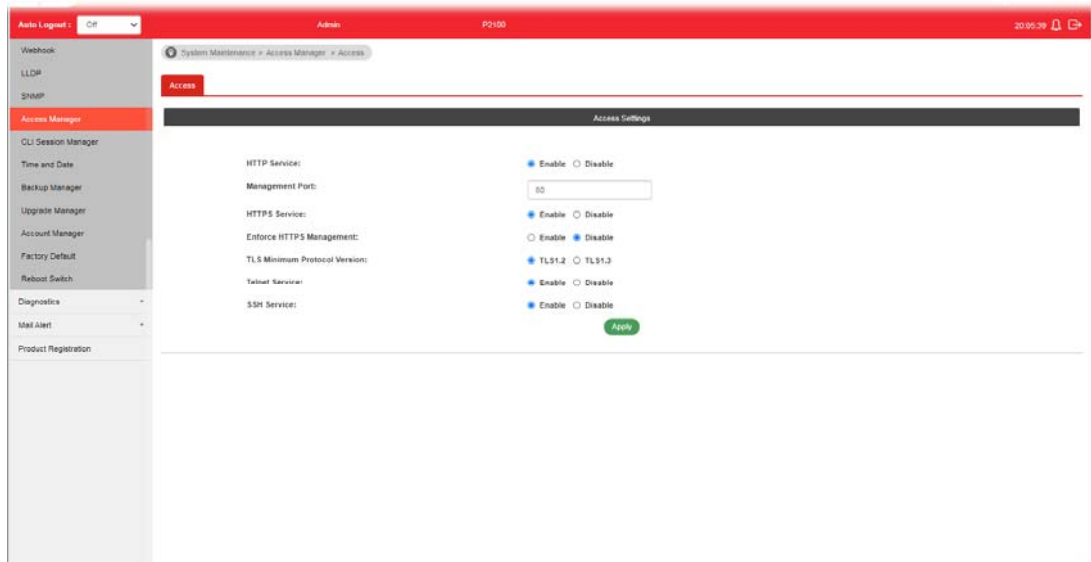 Auto Logout : Off Admin P2100 20:05:39
Webhook
LLDP
SNMP
Access Manager
CLI Session Manager
Time and Date
Backup Manager
Upgrade Manager
Account Manager
Factory Default
Reboot Switch
Diagnostics
Mail Alert
Product Registration
System Maintenance > Access Manager > Access
Access
Access Settings
HTTP Service: Enable Disable
Management Port: 80
HTTPS Service: Enable Disable
Enforce HTTPS Management: Enable Disable
TLS Minimum Protocol Version: TLS1.2 TLS1.3
Telnet Service: Enable Disable
SSH Service: Enable Disable
Apply